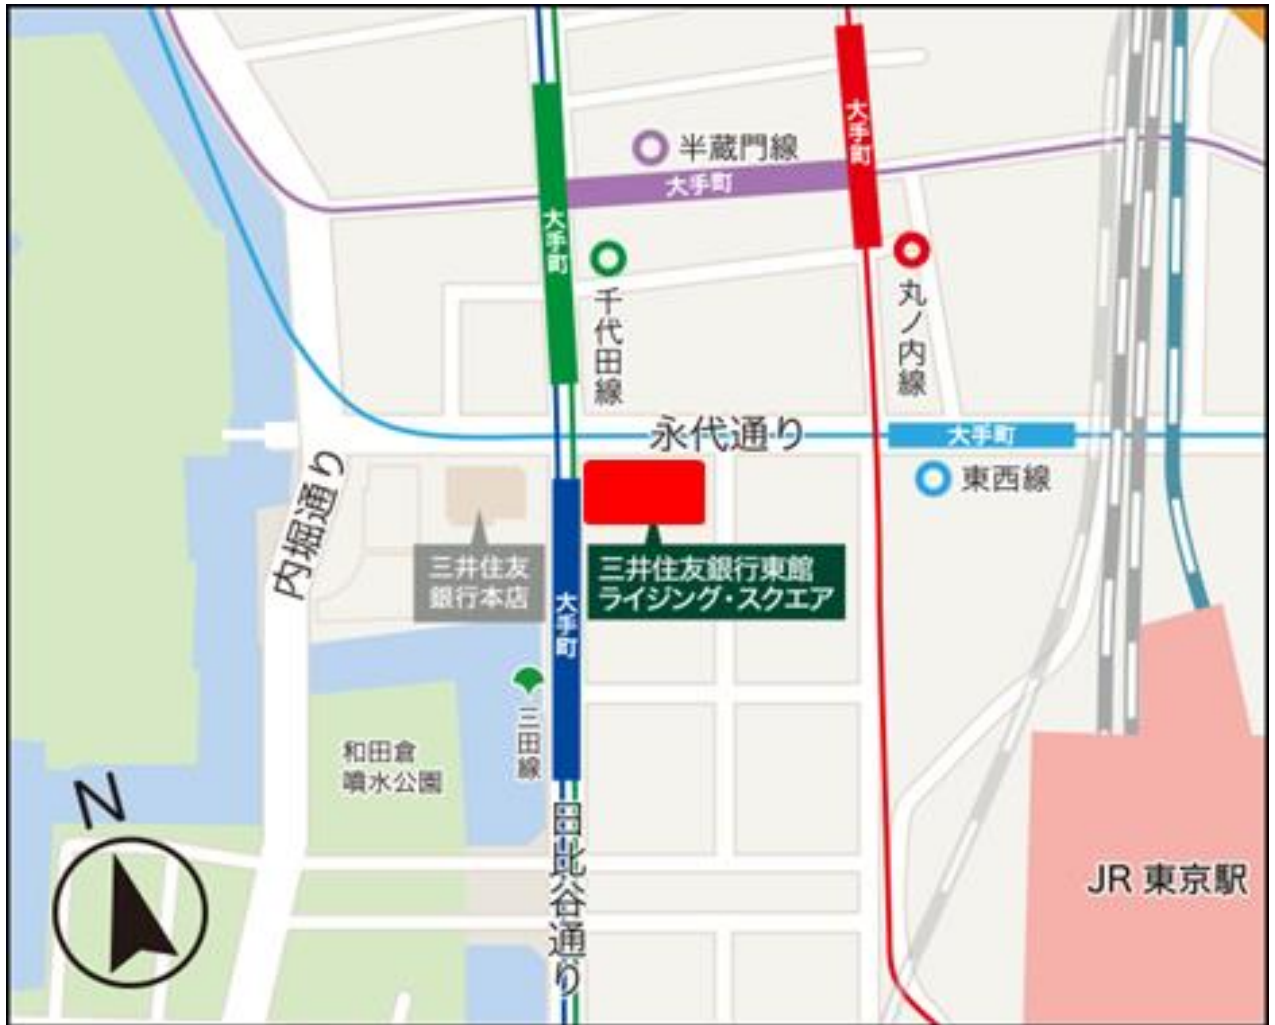 大手町
半蔵門線
大手町
大手町
千代田線
丸ノ内線
永代通り
大手町
東西線
内堀通り
三井住友
銀行本店
三井住友銀行東館
ライジング・スクエア
大手町
三田線
和田倉
噴水公園
N
日比谷通り
JR 東京駅